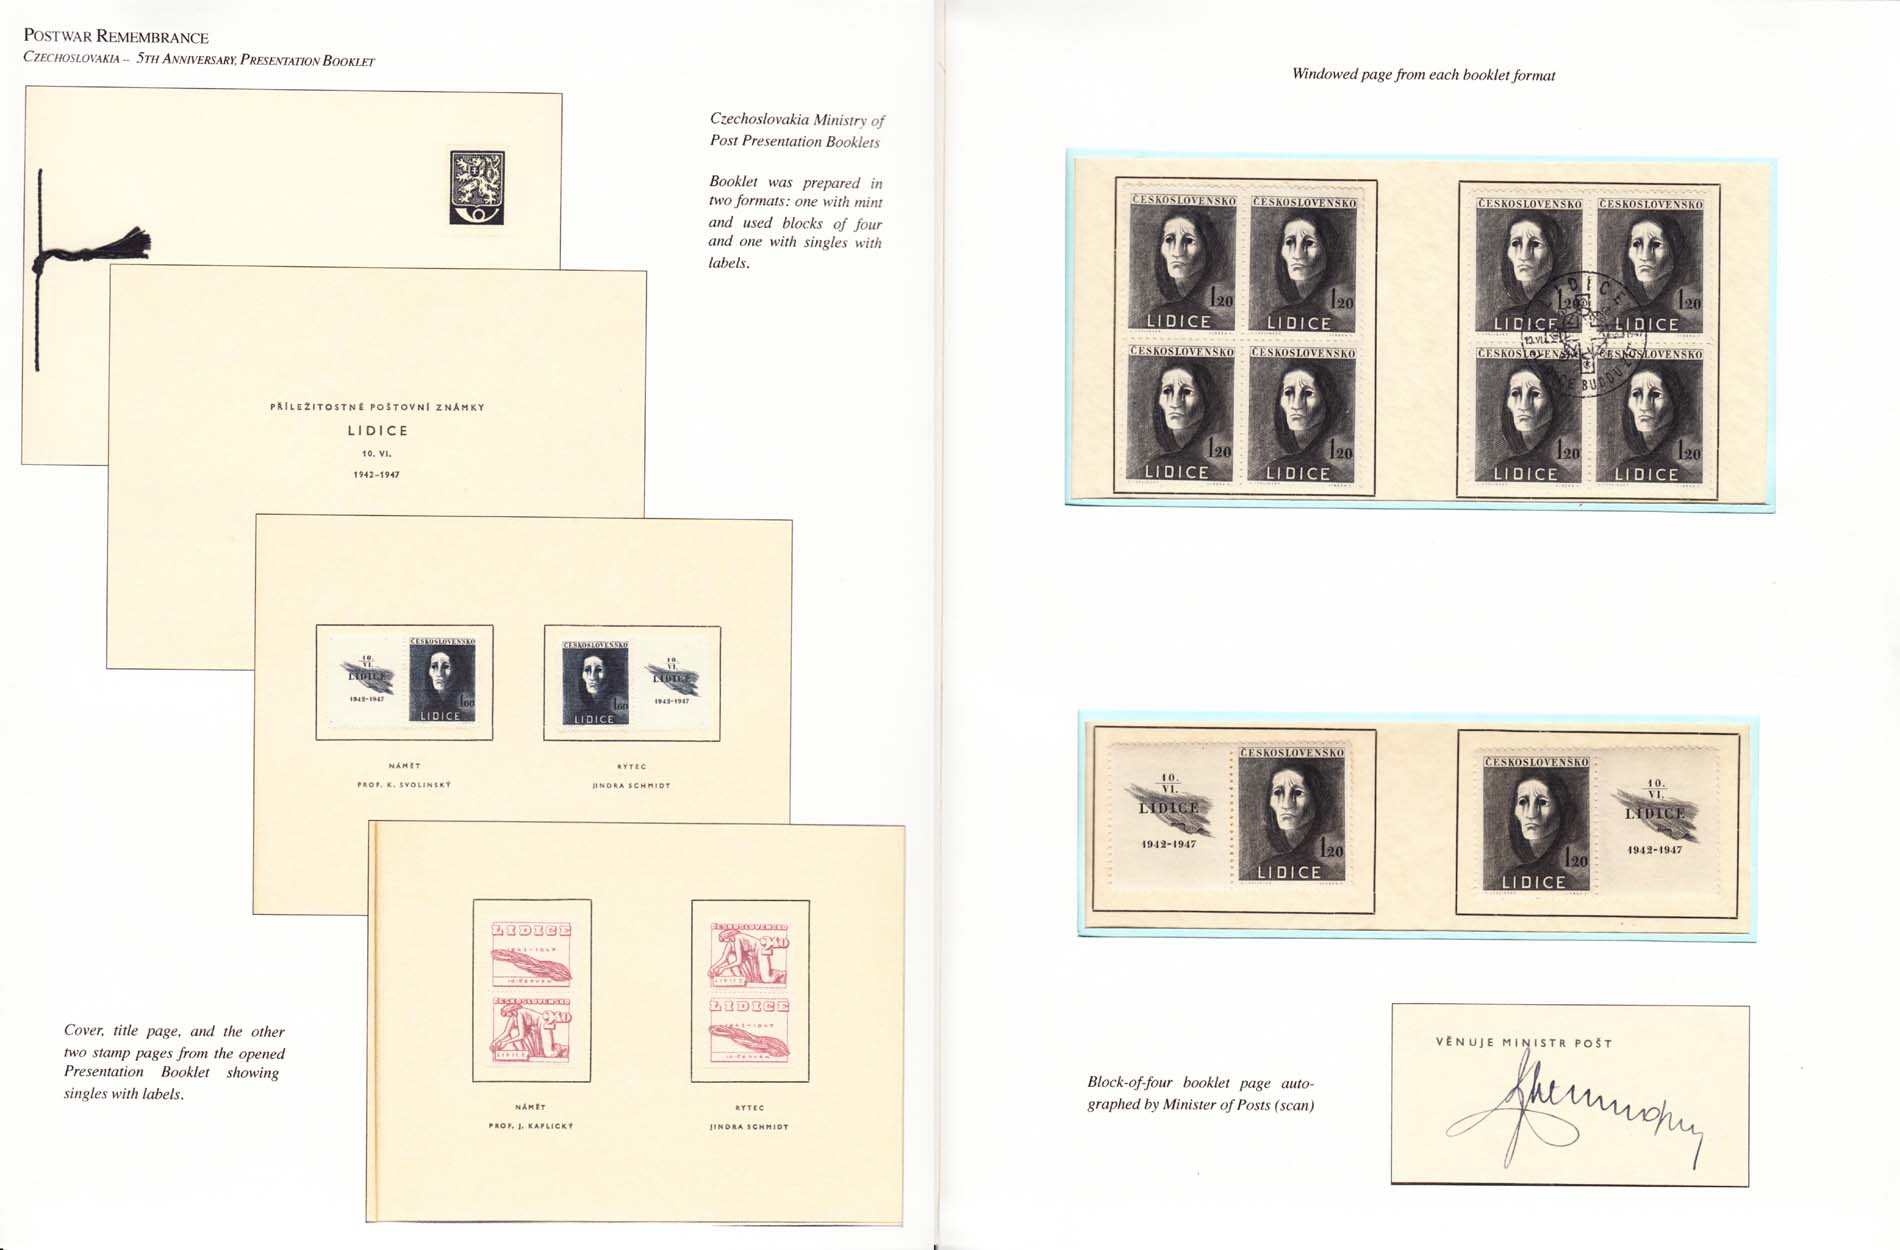 POSTWAR REMEMBRANCE
CZECHOSLOVAKIA -- 5TH ANNIVERSARY, PRESENTATION BOOKLET
Czechoslovakia Ministry of
Post Presentation Booklets
Booklet was prepared in
two formats: one with mint
and used blocks of four
and one with singles with
labels.
PŘÍLEŽITOSTNÉ POŠTOVNÍ ZNÁMKY
LIDICE
10. VI.
1942-1947
10.
VI.
LIDICE
1942-1947
ČESKOSLOVENSKO
1.60
LIDICE
ČESKOSLOVENSKO
1.60
LIDICE
10.
VI.
LIDICE
1942-1947
NÁMĚT
PROF. K. SVOLINSKÝ
RYTEC
JINDRA SCHMIDT
LIDICE
1942-1947
10. ČERVEN
ČESKOSLOVENSKO
2.40
LIDICE
ČESKOSLOVENSKO
2.40
LIDICE
LIDICE
1942-1947
10. ČERVEN
NÁMĚT
PROF. J. KAPLICKÝ
RYTEC
JINDRA SCHMIDT
Cover, title page, and the other
two stamp pages from the opened
Presentation Booklet showing
singles with labels.
Windowed page from each booklet format
ČESKOSLOVENSKO ČESKOSLOVENSKO
1.20 1.20
LIDICE LIDICE
ČESKOSLOVENSKO ČESKOSLOVENSKO
1.20 1.20
LIDICE LIDICE
ČESKOSLOVENSKO ČESKOSLOVENSKO
1.20 1.20
LIDICE LIDICE
ČESKOSLOVENSKO ČESKOSLOVENSKO
1.20 1.20
LIDICE LIDICE
LIDICE
10.
VI.
LIDICE
1942-1947
ČESKOSLOVENSKO
1.20
LIDICE
ČESKOSLOVENSKO
1.20
LIDICE
10.
VI.
LIDICE
1942-1947
Block-of-four booklet page auto-
graphed by Minister of Posts (scan)
VĚNUJE MINISTR POŠT